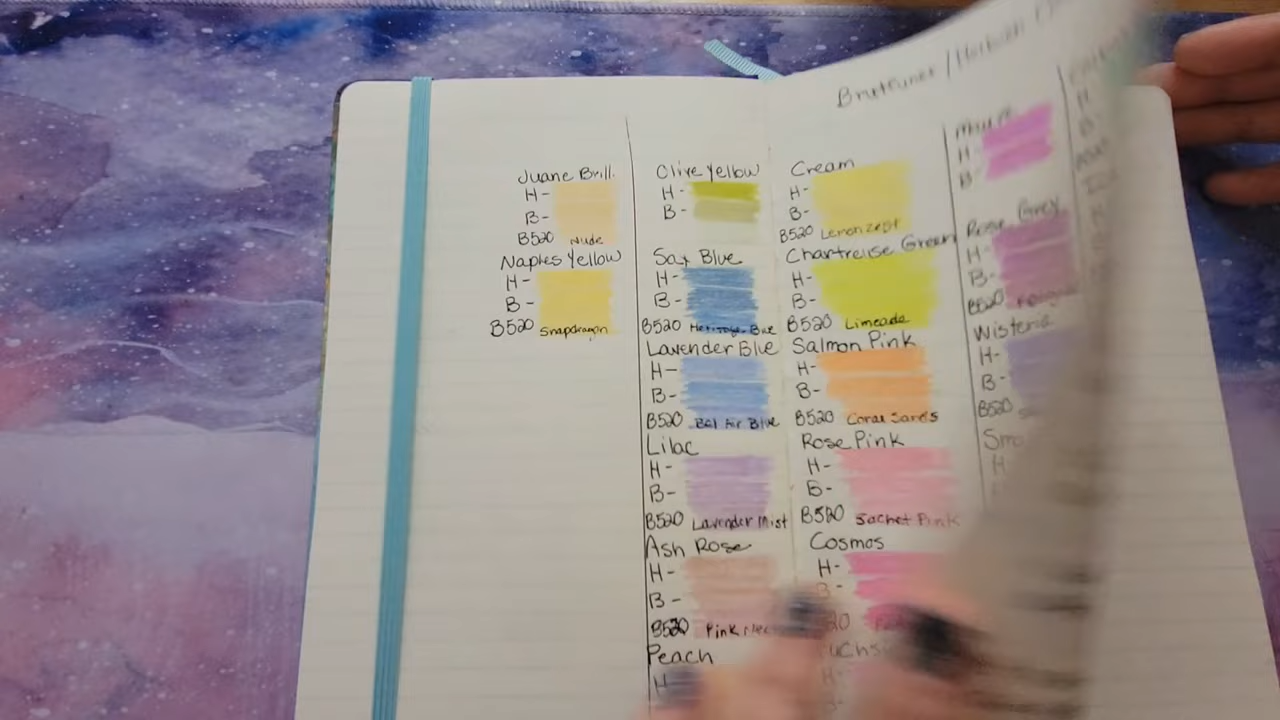 Juane Brill.
H-
B-
B520 Nude
Naples Yellow
H-
B-
B520 Snapdragon
Olive Yellow
H-
B-
Sax Blue
H-
B-
B520 Heritage Blue
Lavender Blue
H-
B-
B520 Bel Air Blue
Lilac
H-
B-
B520 Lavender Mist
Ash Rose
H-
B-
B520 Pink
Peach
H
Cream
H-
B-
B520 Lemon zest
Chartreuse Green
H-
B-
B520 Limeade
Salmon Pink
H-
B-
B520 Coral Sands
Rose Pink
H-
B-
B520 Sachet Pink
Cosmos
H-
B-
20
H-
Brutfuner /
H
B
Rose Grey
H-
B-
B520
Wisteria
H-
B-
B520
H
H
B